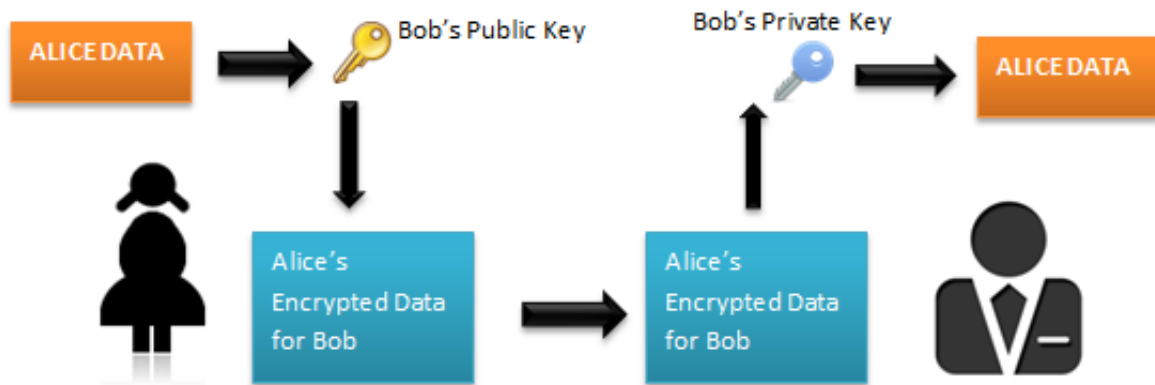 ALICE DATA
Bob's Public Key
Bob's Private Key
ALICE DATA
Alice's
Encrypted Data
for Bob
Alice's
Encrypted Data
for Bob